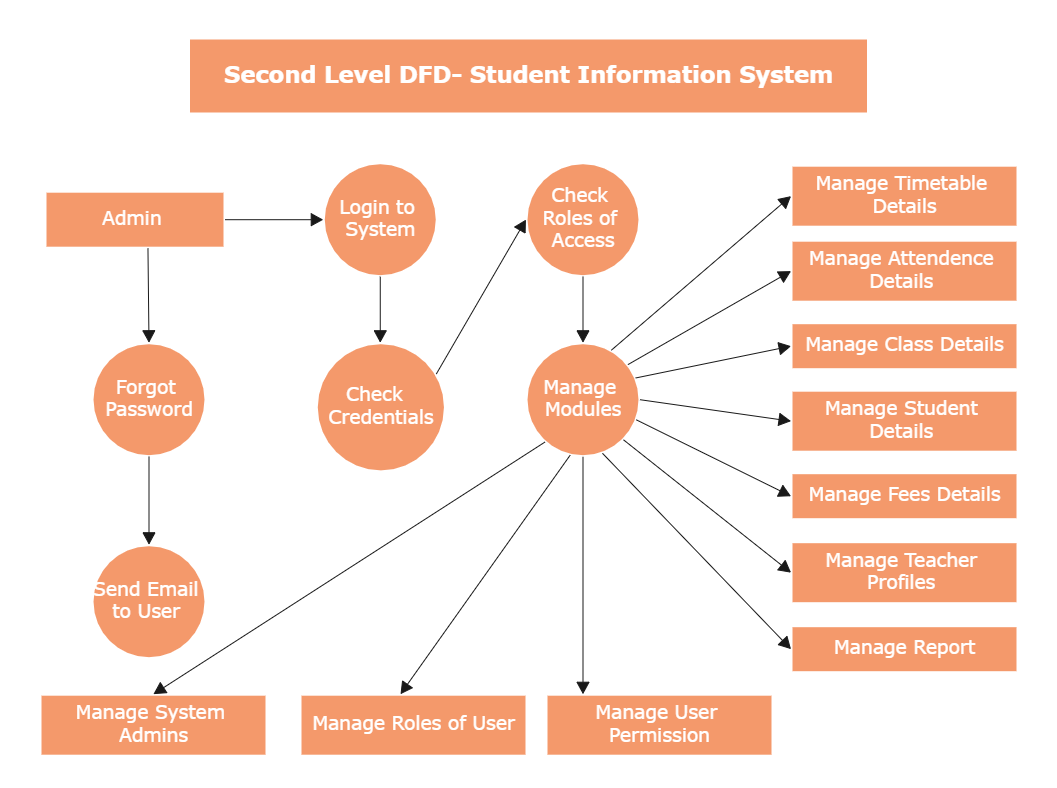 Second Level DFD– Student Information System
Admin
Login to
System
Check
Roles of
Access
Forgot
Password
Check
Credentials
Manage
Modules
Send Email
to User
Manage Timetable
Details
Manage Attendence
Details
Manage Class Details
Manage Student
Details
Manage Fees Details
Manage Teacher
Profiles
Manage Report
Manage System
Admins
Manage Roles of User
Manage User
Permission